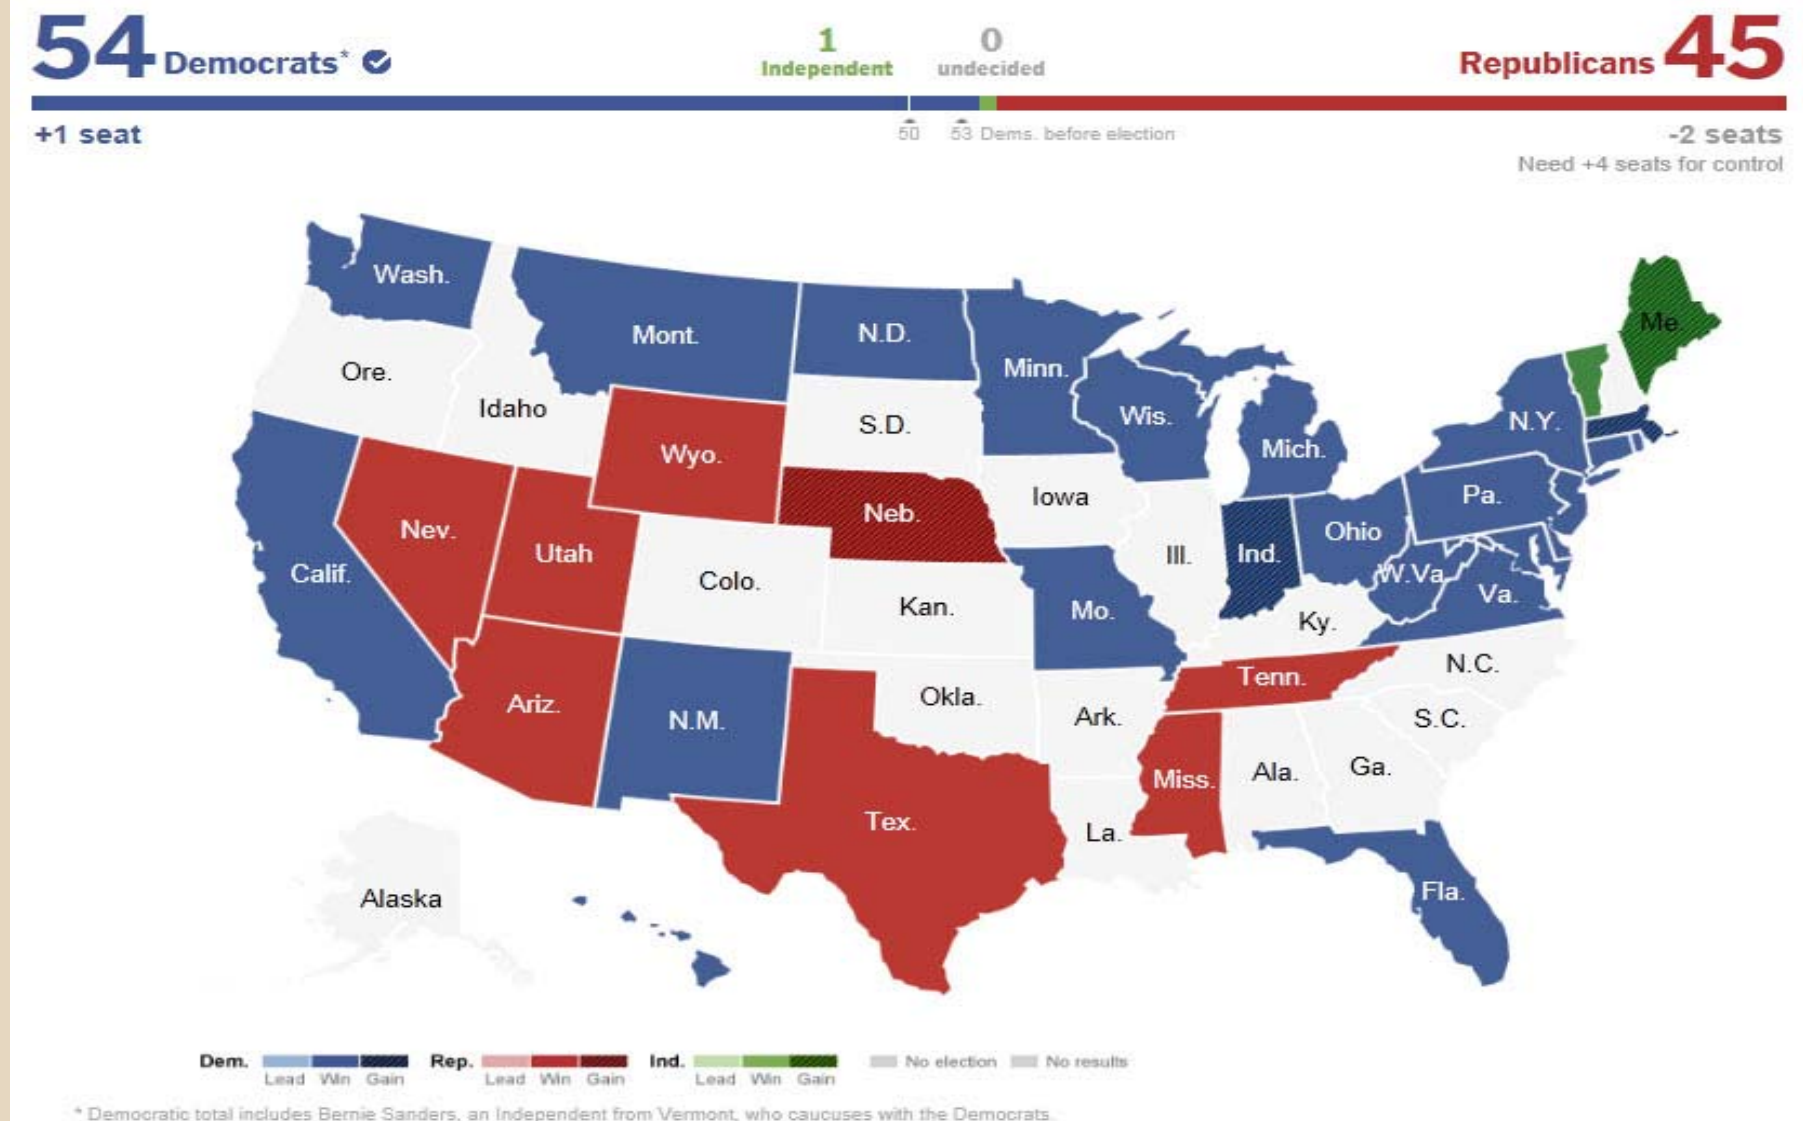 54 Democrats*
1
Independent
0
undecided
Republicans 45
+1 seat
50
53 Dems. before election
-2 seats
Need +4 seats for control
Wash.
Mont.
N.D.
Minn.
Me.
Ore.
Idaho
Wyo.
S.D.
Wis.
Mich.
N.Y.
Iowa
Pa.
Neb.
Nev.
Utah
Ill.
Ind.
Ohio
Calif.
Colo.
Kan.
Mo.
W.Va.
Va.
Ky.
N.C.
Tenn.
Ariz.
N.M.
Okla.
Ark.
S.C.
Miss.
Ala.
Ga.
Tex.
La.
Fla.
Alaska
Dem.
Lead Win Gain
Rep.
Lead Win Gain
Ind.
Lead Win Gain
No election
No results
* Democratic total includes Bernie Sanders, an Independent from Vermont, who caucuses with the Democrats.